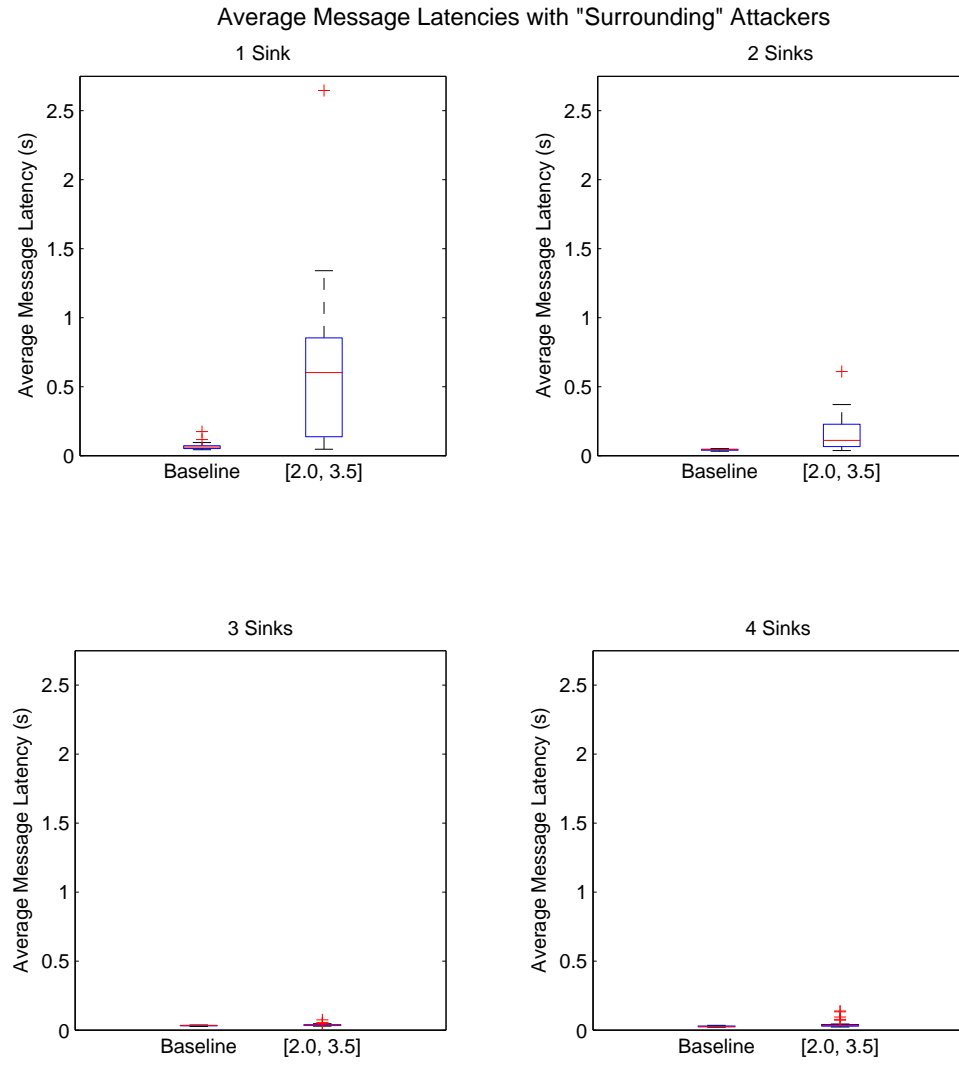 Average Message Latencies with "Surrounding" Attackers
1 Sink
2.5
2
1.5
1
0.5
0
Average Message Latency (s)
Baseline [2.0, 3.5]
2 Sinks
2.5
2
1.5
1
0.5
0
Average Message Latency (s)
Baseline [2.0, 3.5]
3 Sinks
2.5
2
1.5
1
0.5
0
Average Message Latency (s)
Baseline [2.0, 3.5]
4 Sinks
2.5
2
1.5
1
0.5
0
Average Message Latency (s)
Baseline [2.0, 3.5]